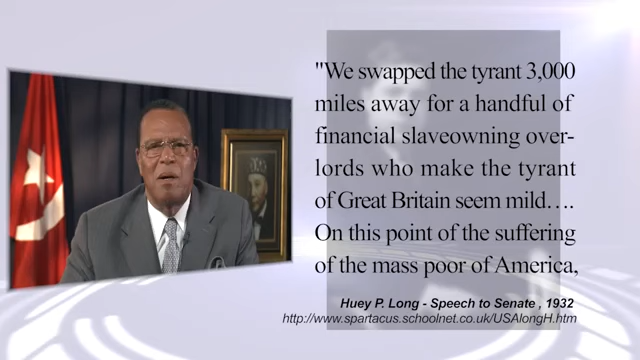 "We swapped the tyrant 3,000
miles away for a handful of
financial slaveowning over-
lords who make the tyrant
of Great Britain seem mild….
On this point of the suffering
of the mass poor of America,
Huey P. Long - Speech to Senate , 1932
http://www.spartacus.schoolnet.co.uk/USAlongH.htm